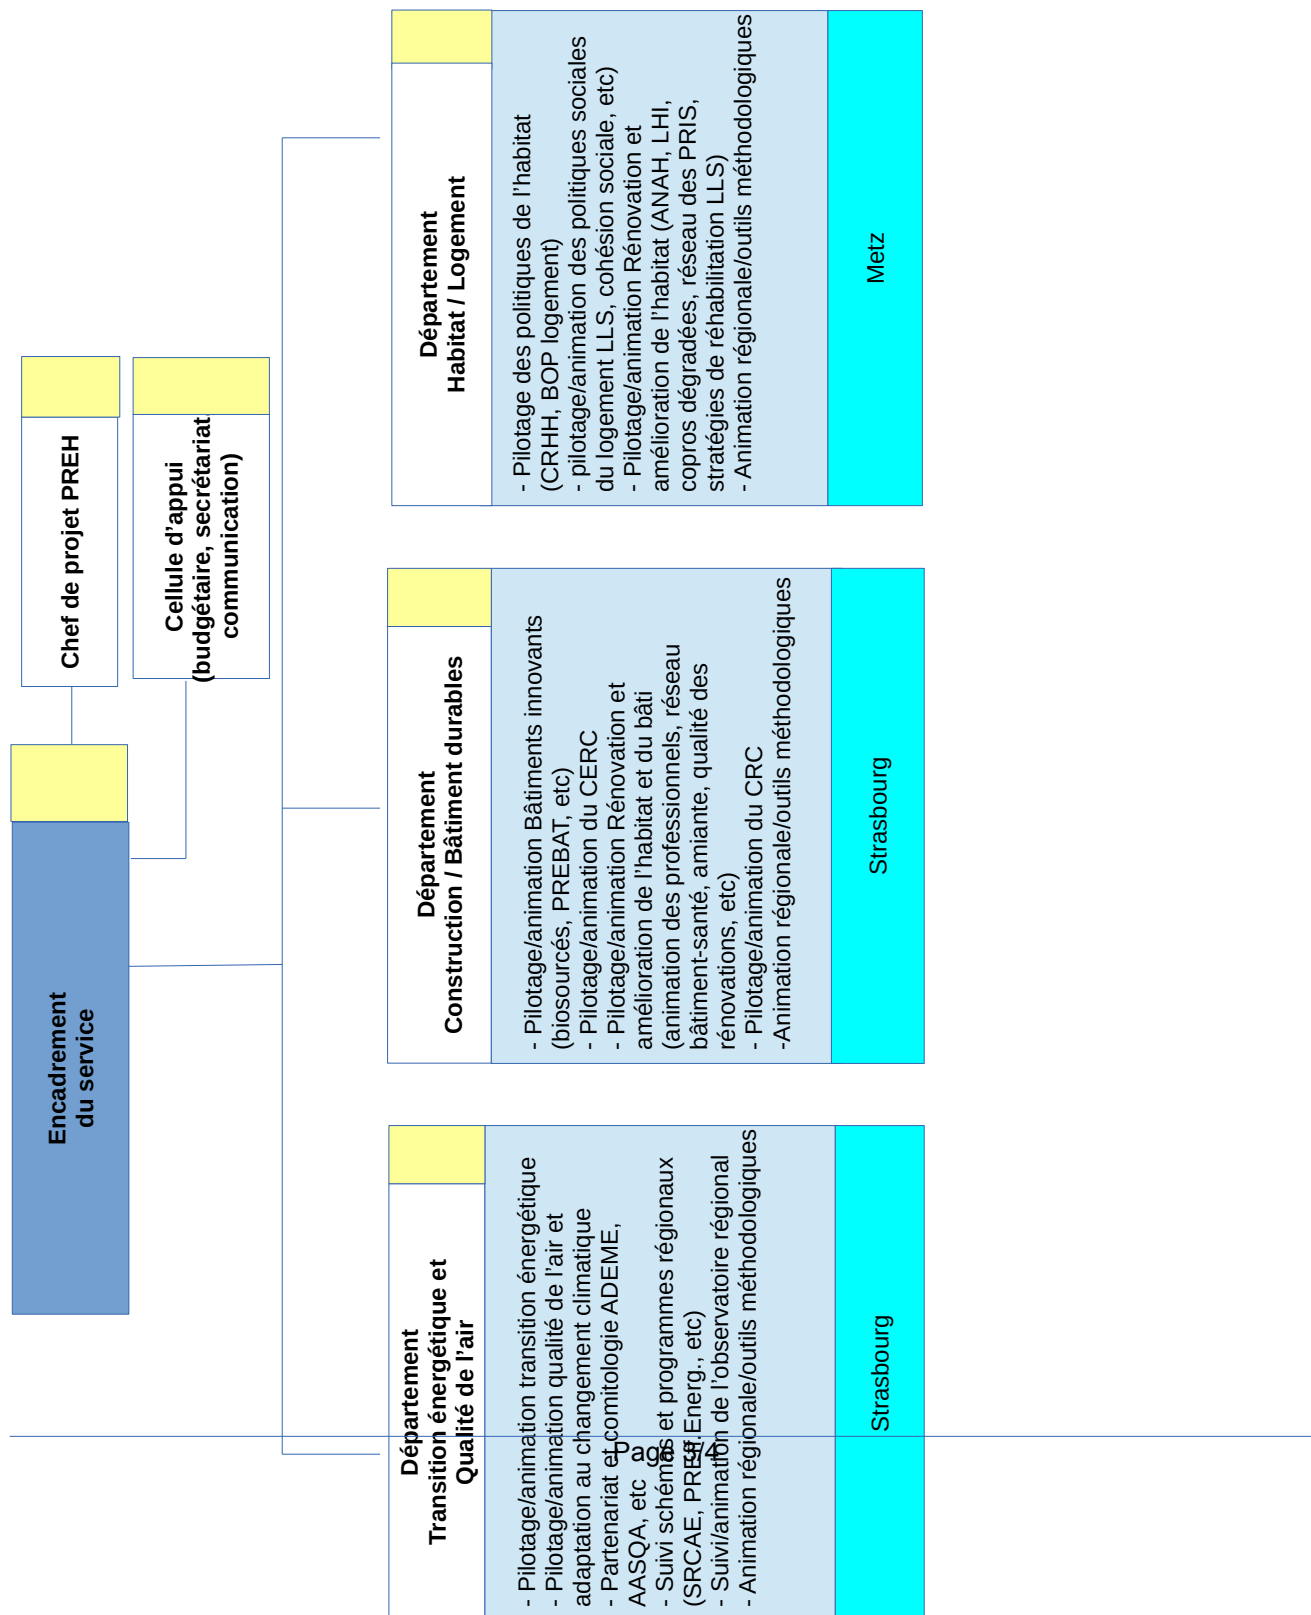 Encadrement
du service
Chef de projet PREH
Cellule d'appui
(budgétaire, secrétariat
communication)
Département
Transition énergétique et
Qualité de l'air
- Pilotage/animation transition énergétique
- Pilotage/animation qualité de l'air et
adaptation au changement climatique
- Partenariat et comitologie ADEME,
AASQA, etc
- Suivi schémas et programmes régionaux
(SRCAE, PREff.Energ., etc)
- Suivi/animation de l'observatoire régional
- Animation régionale/outils méthodologiques
Strasbourg
Département
Construction / Bâtiment durables
- Pilotage/animation Bâtiments innovants
(biosourcés, PREBAT, etc)
- Pilotage/animation du CERC
- Pilotage/animation Rénovation et
amélioration de l'habitat et du bâti
(animation des professionnels, réseau
bâtiment-santé, amiante, qualité des
rénovations, etc)
- Pilotage/animation du CRC
-Animation régionale/outils méthodologiques
Strasbourg
Département
Habitat / Logement
- Pilotage des politiques de l'habitat
(CRHH, BOP logement)
- pilotage/animation des politiques sociales
du logement LLS, cohésion sociale, etc)
- Pilotage/animation Rénovation et
amélioration de l'habitat (ANAH, LHI,
copros dégradées, réseau des PRIS,
stratégies de réhabilitation LLS)
- Animation régionale/outils méthodologiques
Metz
Page 3/4